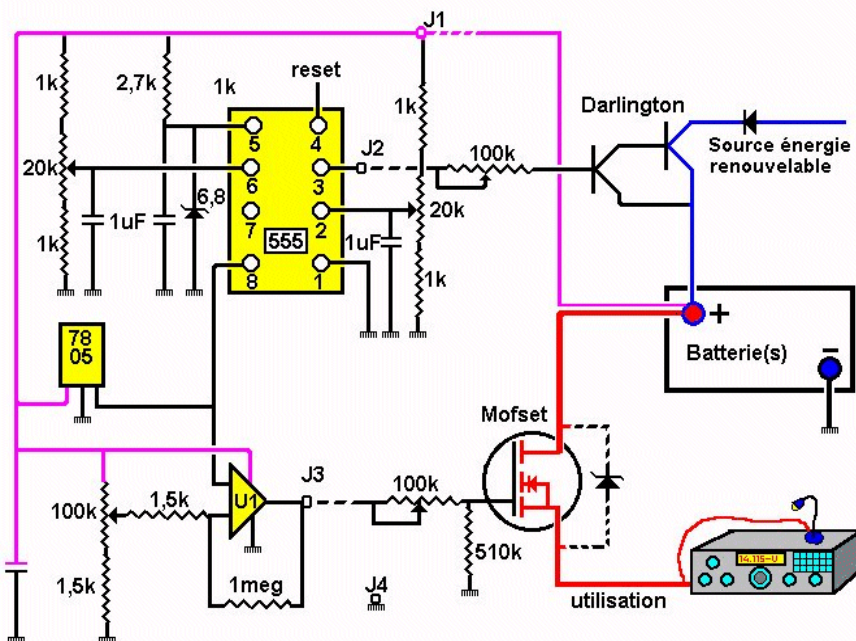 J1
reset
1k
2,7k
1k
1k
Darlington
Source énergie
renouvelable
5
4
J2
100k
20k
6
3
6,8
1uF
7
2
20k
1uF
555
1k
8
1
1k
78
05
+
Batterie(s)
-
Mofset
J3
100k
U1
100k
1,5k
510k
14.115-U
1meg
J4
1,5k
utilisation